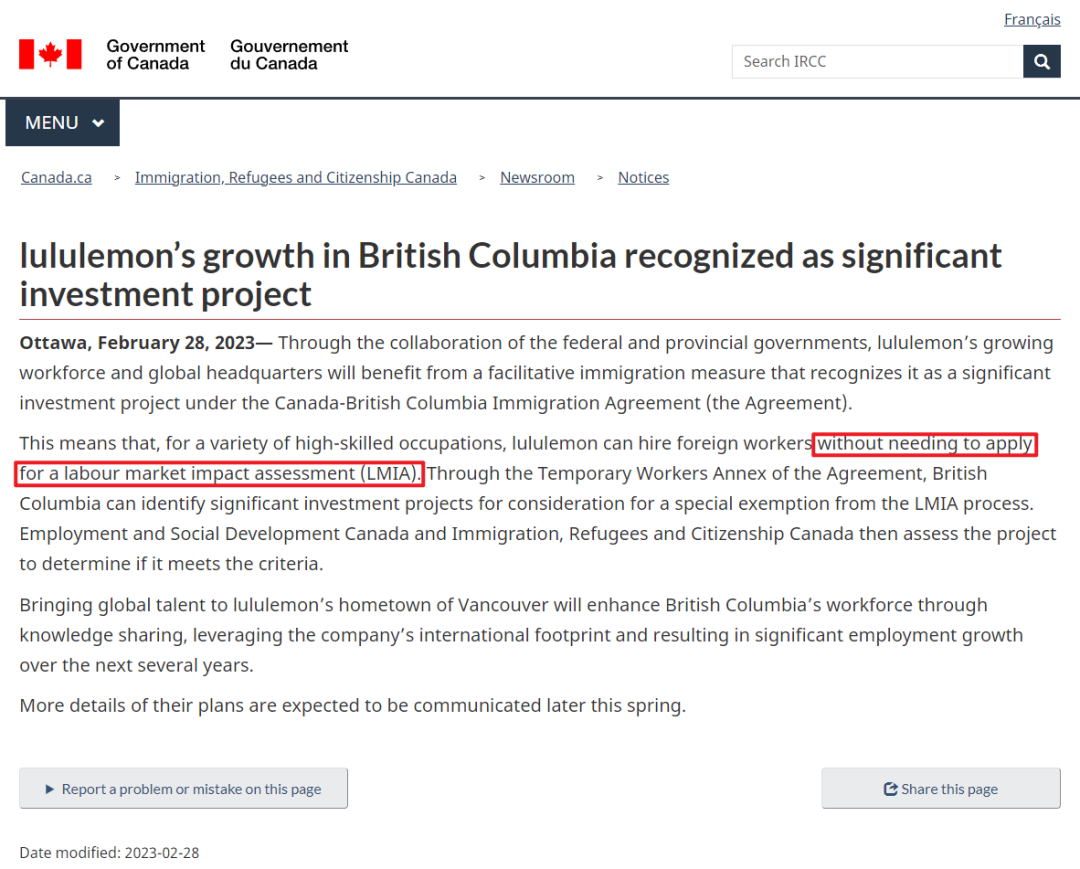 Français
Government of Canada
Gouvernement du Canada
Search IRCC
MENU
Canada.ca > Immigration, Refugees and Citizenship Canada > Newsroom > Notices
lululemon’s growth in British Columbia recognized as significant
investment project
Ottawa, February 28, 2023— Through the collaboration of the federal and provincial governments, lululemon’s growing
workforce and global headquarters will benefit from a facilitative immigration measure that recognizes it as a significant
investment project under the Canada-British Columbia Immigration Agreement (the Agreement).
This means that, for a variety of high-skilled occupations, lululemon can hire foreign workers without needing to apply
for a labour market impact assessment (LMIA). Through the Temporary Workers Annex of the Agreement, British
Columbia can identify significant investment projects for consideration for a special exemption from the LMIA process.
Employment and Social Development Canada and Immigration, Refugees and Citizenship Canada then assess the project
to determine if it meets the criteria.
Bringing global talent to lululemon’s hometown of Vancouver will enhance British Columbia’s workforce through
knowledge sharing, leveraging the company’s international footprint and resulting in significant employment growth
over the next several years.
More details of their plans are expected to be communicated later this spring.
Report a problem or mistake on this page
Share this page
Date modified: 2023-02-28